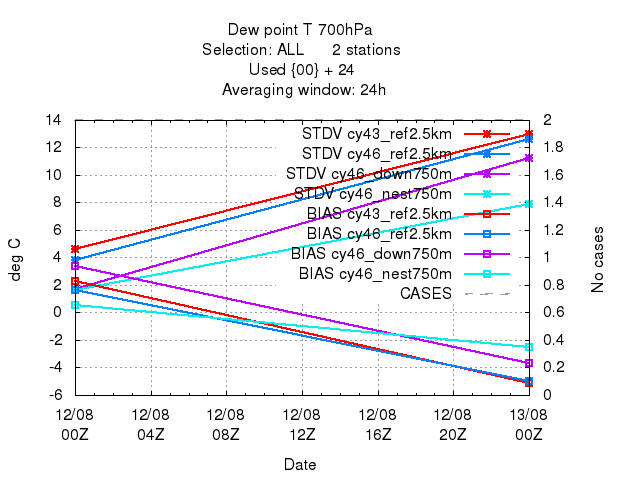 Dew point T 700hPa
Selection: ALL 2 stations
Used {00} + 24
Averaging window: 24h
14
12
10
8
6
4
2
0
-2
-4
-6
deg C
STDV cy43_ref2.5km
STDV cy46_ref2.5km
STDV cy46_down750m
STDV cy46_nest750m
BIAS cy43_ref2.5km
BIAS cy46_ref2.5km
BIAS cy46_down750m
BIAS cy46_nest750m
CASES
2
1.8
1.6
1.4
1.2
1
0.8
0.6
0.4
0.2
0
No cases
12/08 12/08 12/08 12/08 12/08 12/08 13/08
00Z 04Z 08Z 12Z 16Z 20Z 00Z
Date